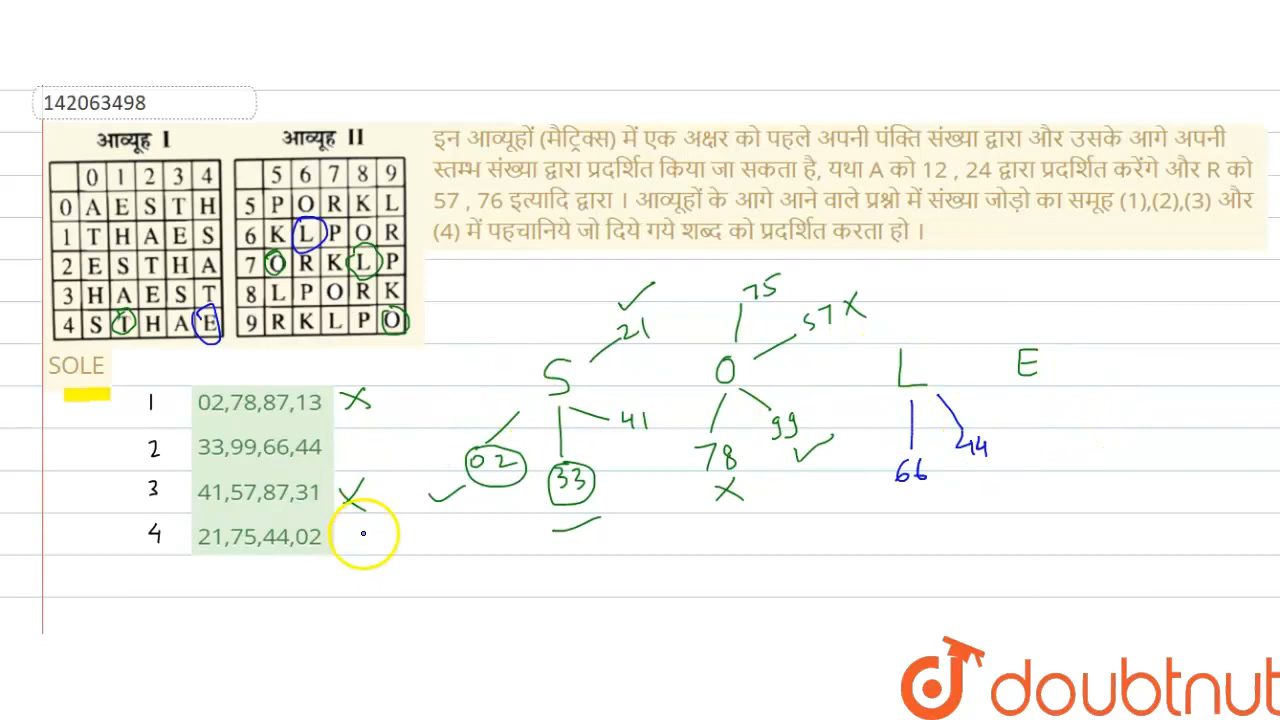 142063498
आव्यूह I
0 1 2 3 4
0 A E S T H
1 T H A E S
2 E S T H A
3 H A E S T
4 S T H A E
आव्यूह II
5 6 7 8 9
5 P O R K L
6 K L P O R
7 O R K L P
8 L P O R K
9 R K L P O
इन आव्यूहों (मैट्रिक्स) में एक अक्षर को पहले अपनी पंक्ति संख्या द्वारा और उसके आगे अपनी
स्तम्भ संख्या द्वारा प्रदर्शित किया जा सकता है, यथा A को 12 , 24 द्वारा प्रदर्शित करेंगे और R को
57 , 76 इत्यादि द्वारा । आव्यूहों के आगे आने वाले प्रश्नो में संख्या जोड़ो का समूह (1),(2),(3) और
(4) में पहचानिये जो दिये गये शब्द को प्रदर्शित करता हो ।
SOLE
1 02,78,87,13
2 33,99,66,44
3 41,57,87,31
4 21,75,44,02
21 75 57
S O L E
41 99
02 33 78 66 44
doubtnut